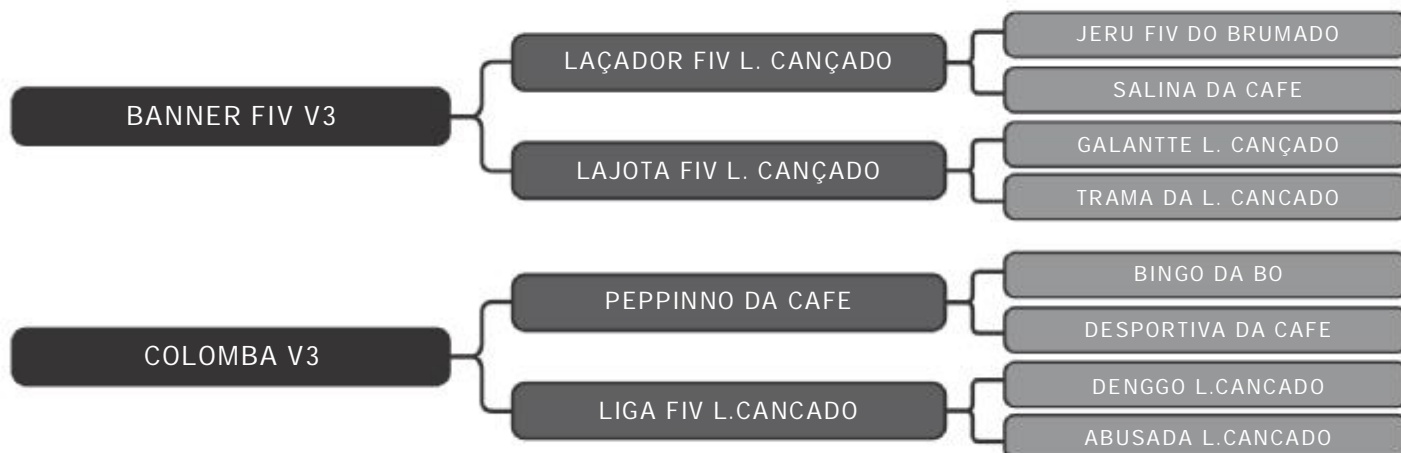 BANNER FIV V3
LAÇADOR FIV L. CANÇADO
JERU FIV DO BRUMADO
SALINA DA CAFE
LAJOTA FIV L. CANÇADO
GALANTTE L. CANÇADO
TRAMA DA L. CANCADO
COLOMBA V3
PEPPINNO DA CAFE
BINGO DA BO
DESPORTIVA DA CAFE
LIGA FIV L.CANCADO
DENGGO L.CANCADO
ABUSADA L.CANCADO